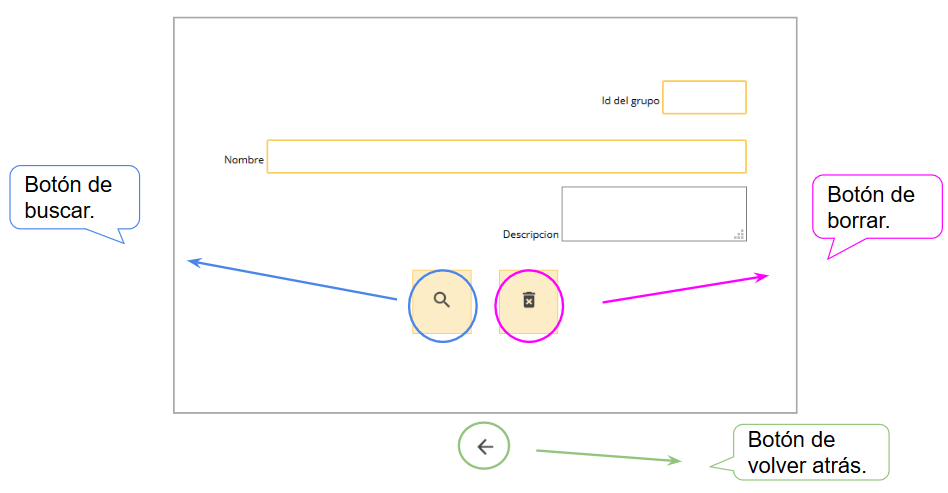 Id del grupo
Nombre
Botón de
buscar.
Botón de
borrar.
Descripcion
Botón de
volver atrás.